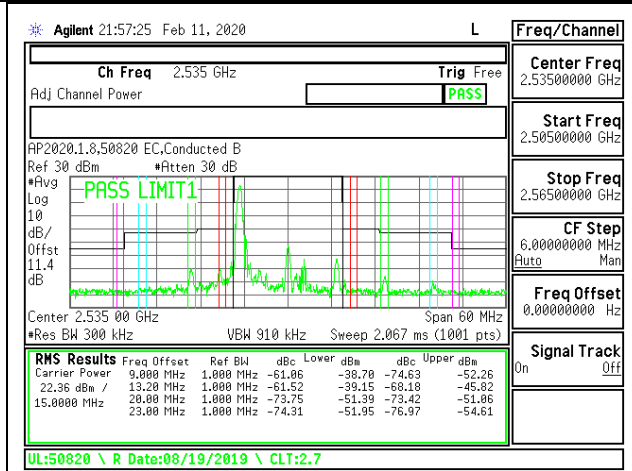 Agilent 21:57:25 Feb 11, 2020 L
Freq/Channel
Ch Freq 2.535 GHz Trig Free
Adj Channel Power PASS
AP2020.1.8,50820 EC,Conducted B
Ref 30 dBm #Atten 30 dB
#Avg
Log
10
dB/
Offst
11.4
dB
PASS LIMIT1
Center 2.535 00 GHz Span 60 MHz
#Res BW 300 kHz VBW 910 kHz Sweep 2.067 ms (1001 pts)
RMS Results Freq Offset Ref BW dBc Lower dBm dBc Upper dBm
Carrier Power 9.000 MHz 1.000 MHz -61.06 -38.70 -74.63 -52.26
22.36 dBm / 13.20 MHz 1.000 MHz -61.52 -39.15 -68.18 -45.82
15.0000 MHz 20.00 MHz 1.000 MHz -73.75 -51.39 -73.42 -51.06
23.00 MHz 1.000 MHz -74.31 -51.95 -76.97 -54.61
UL:50820 \ R Date:08/19/2019 \ CLT:2.7
Center Freq
2.53500000 GHz
Start Freq
2.50500000 GHz
Stop Freq
2.56500000 GHz
CF Step
6.00000000 MHz
Auto Man
Freq Offset
0.00000000 Hz
Signal Track
On Off